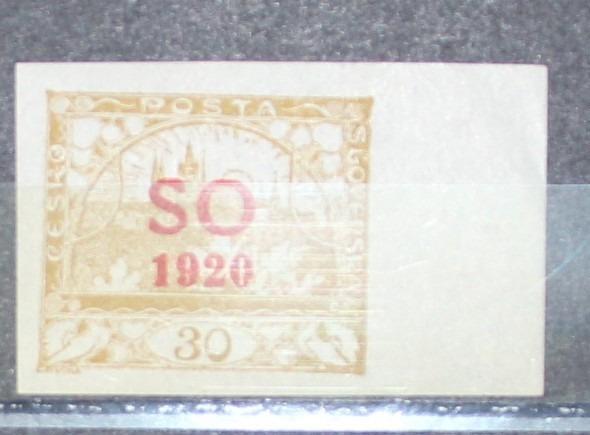 POSTA
ČESKO
SLOVENSKÁ
SO
1920
30